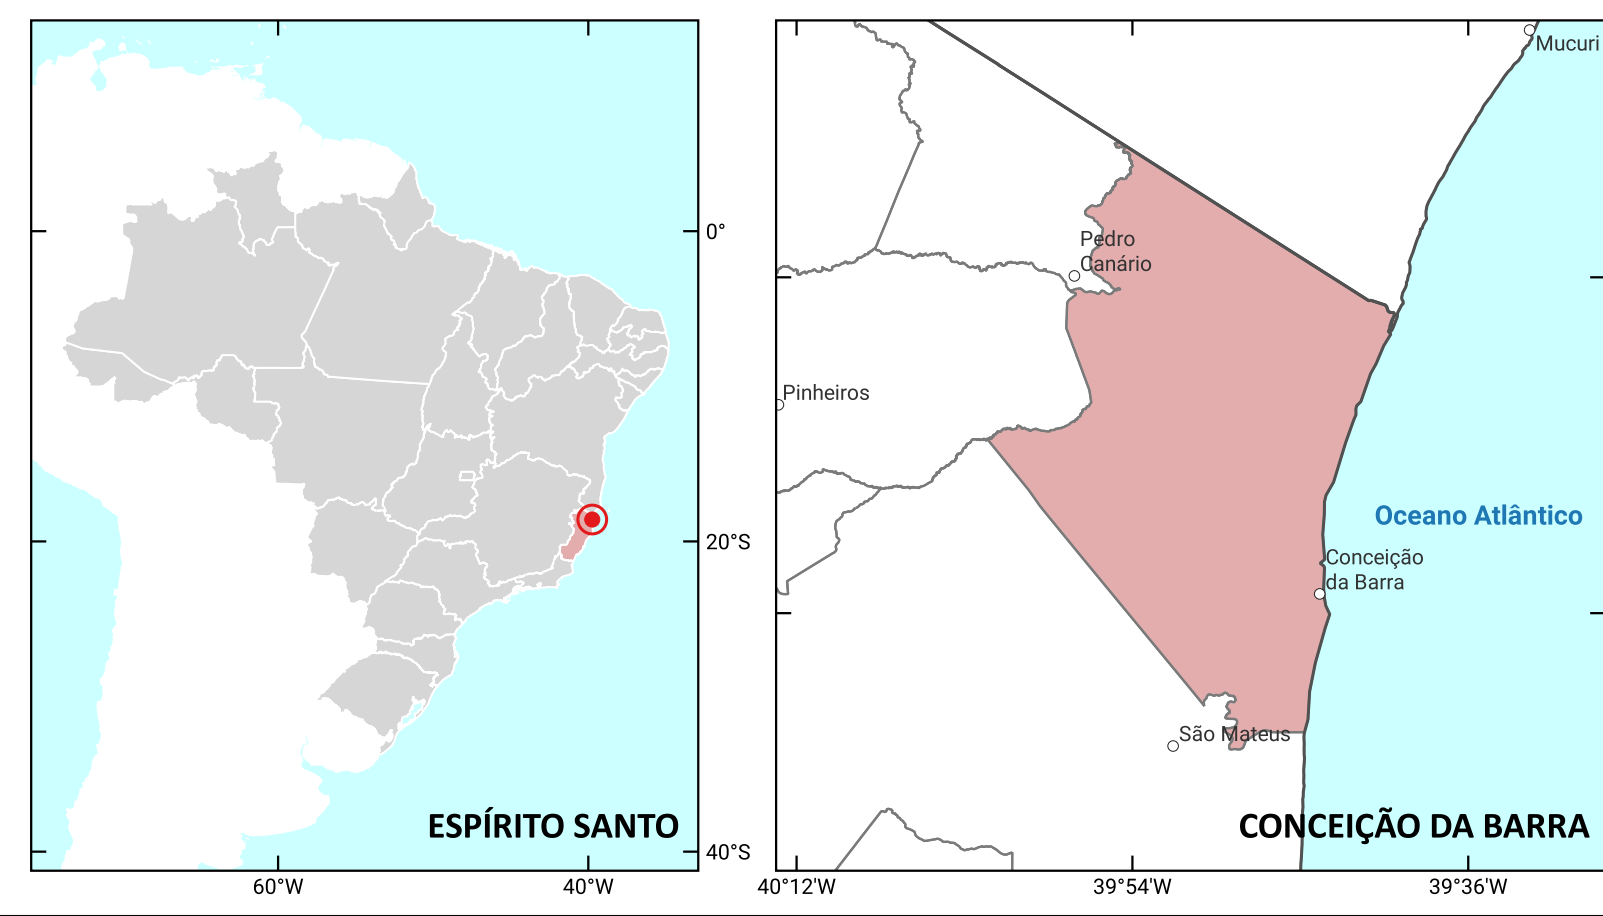 0°
20°S
40°S
60°W
40°W
ESPÍRITO SANTO
Mucuri
Pedro
Canário
Pinheiros
Oceano Atlântico
Conceição
da Barra
São Mateus
CONCEIÇÃO DA BARRA
40°12'W
39°54'W
39°36'W